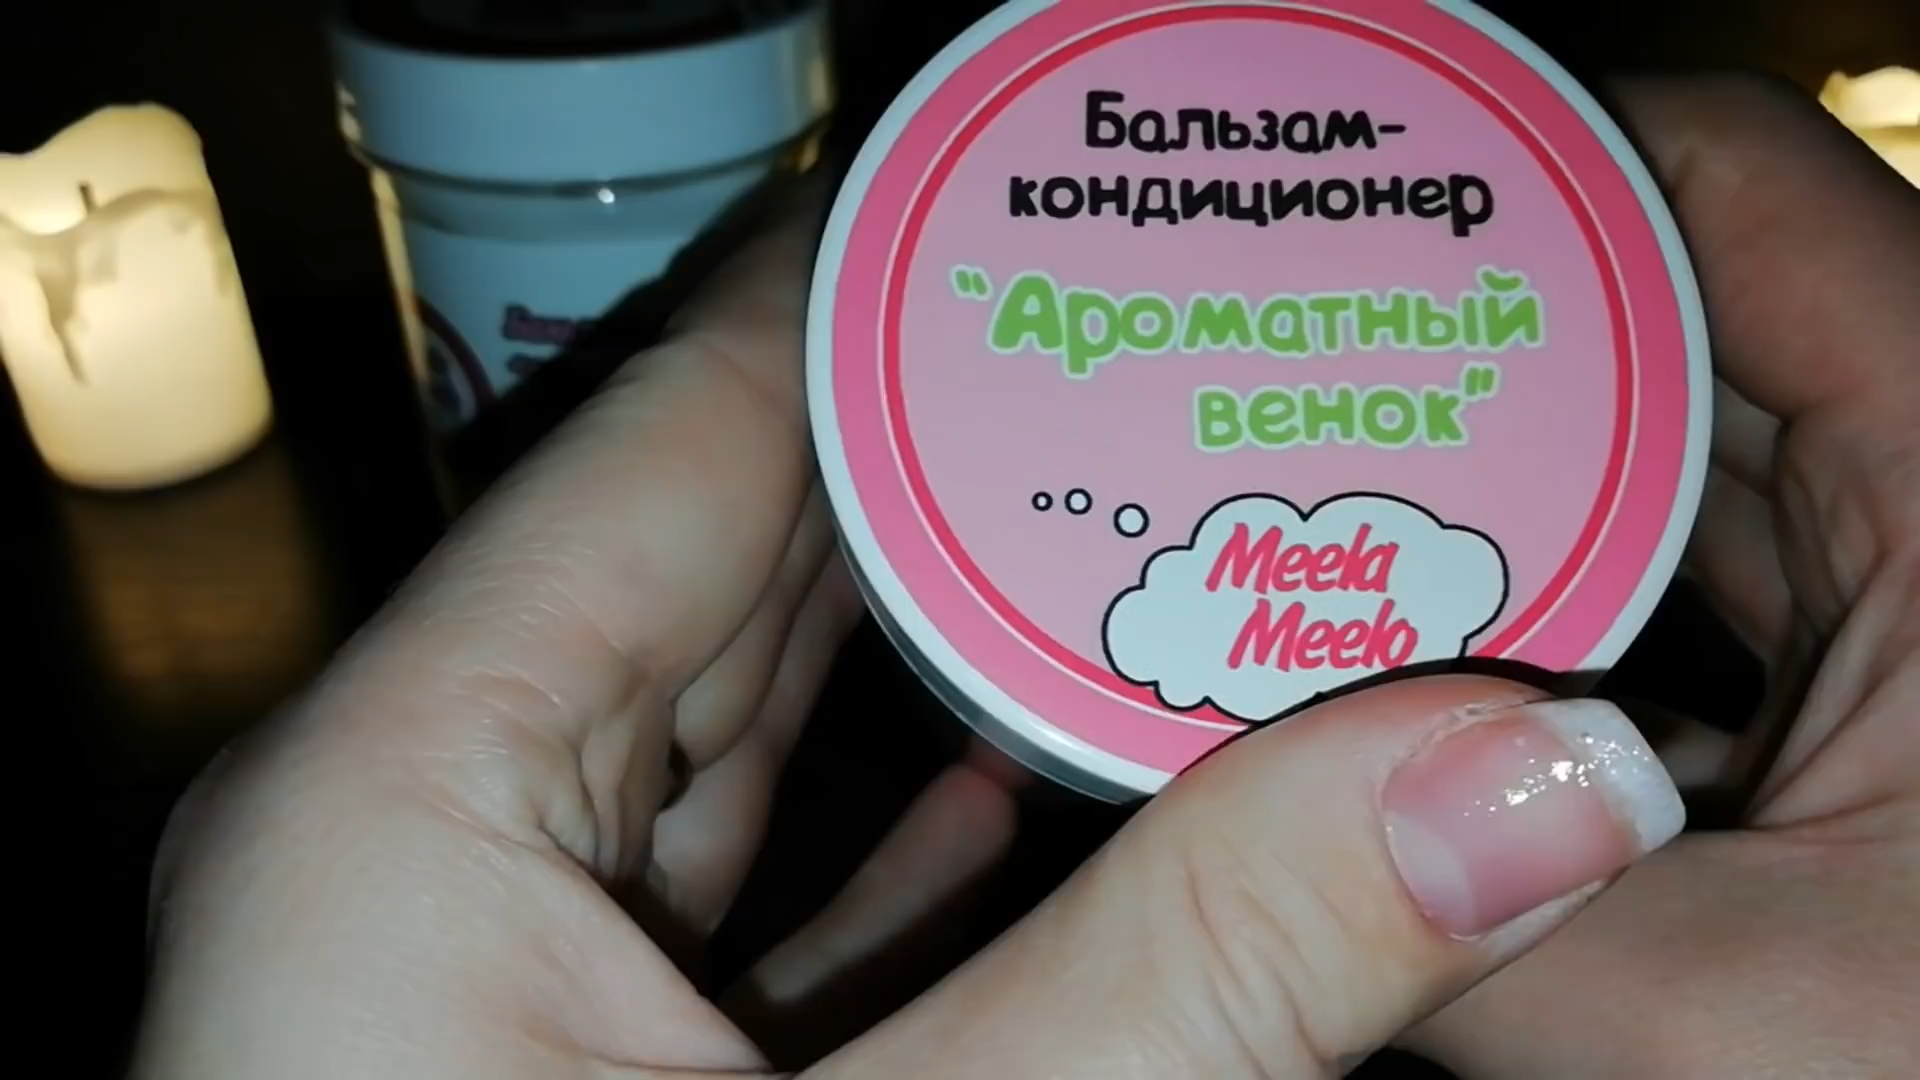 Бальзам-
кондиционер
"Ароматный
венок"
Meela
Meelo